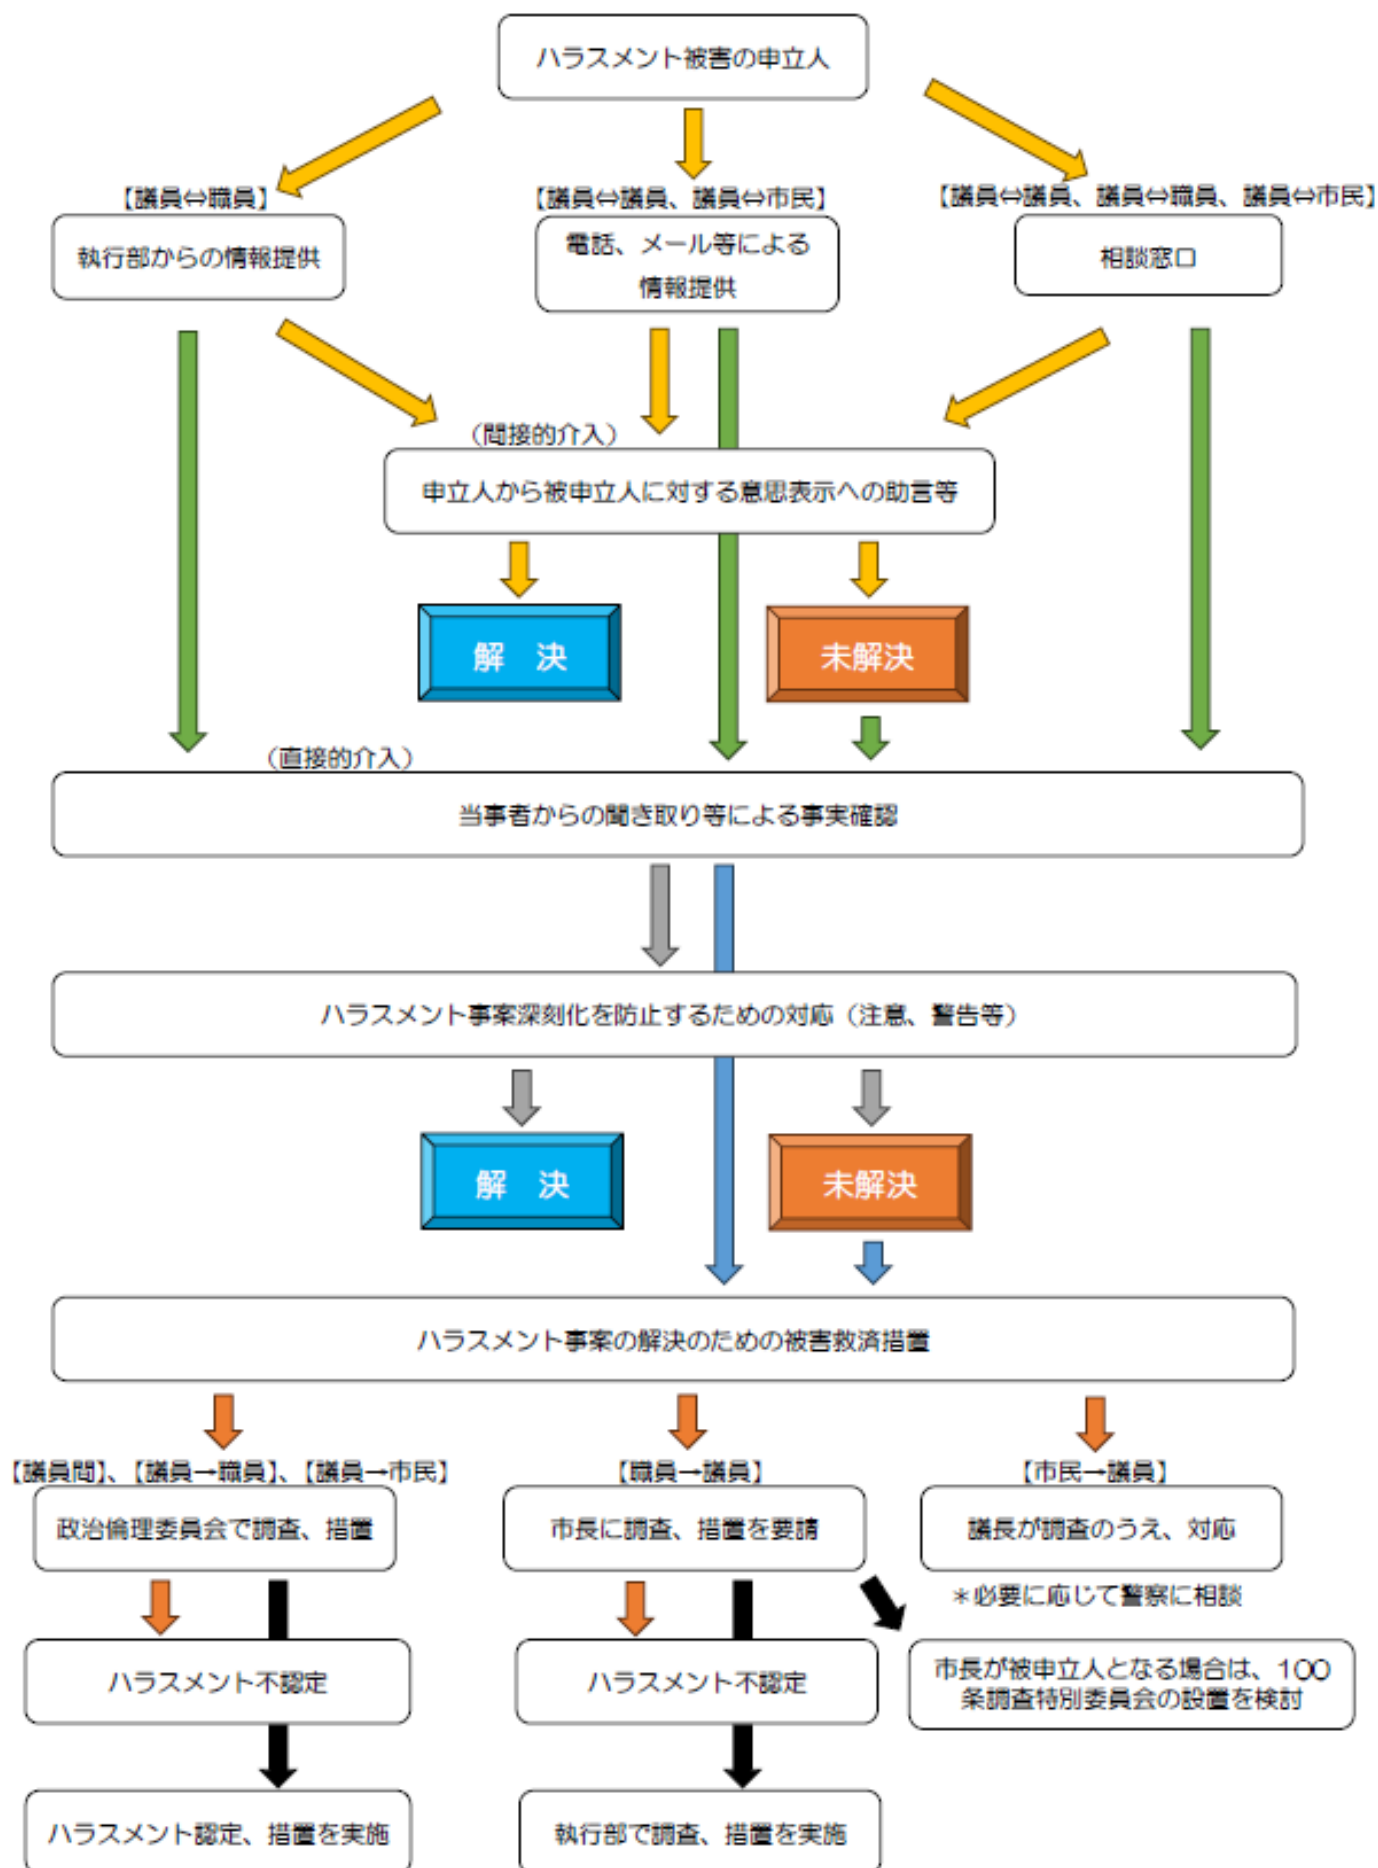 ハラスメント被害の申立人
【議員⇔職員】
【議員⇔議員、議員⇔市民】
【議員⇔議員、議員⇔職員、議員⇔市民】
執行部からの情報提供
電話、メール等による
情報提供
相談窓口
（間接的介入）
申立人から被申立人に対する意思表示への助言等
解　決
未解決
（直接的介入）
当事者からの聞き取り等による事実確認
ハラスメント事案深刻化を防止するための対応（注意、警告等）
解　決
未解決
ハラスメント事案の解決のための被害救済措置
【議員間】、【議員→職員】、【議員→市民】
【職員→議員】
【市民→議員】
政治倫理委員会で調査、措置
市長に調査、措置を要請
議長が調査のうえ、対応
＊必要に応じて警察に相談
ハラスメント不認定
ハラスメント不認定
市長が被申立人となる場合は、１００
条調査特別委員会の設置を検討
ハラスメント認定、措置を実施
執行部で調査、措置を実施